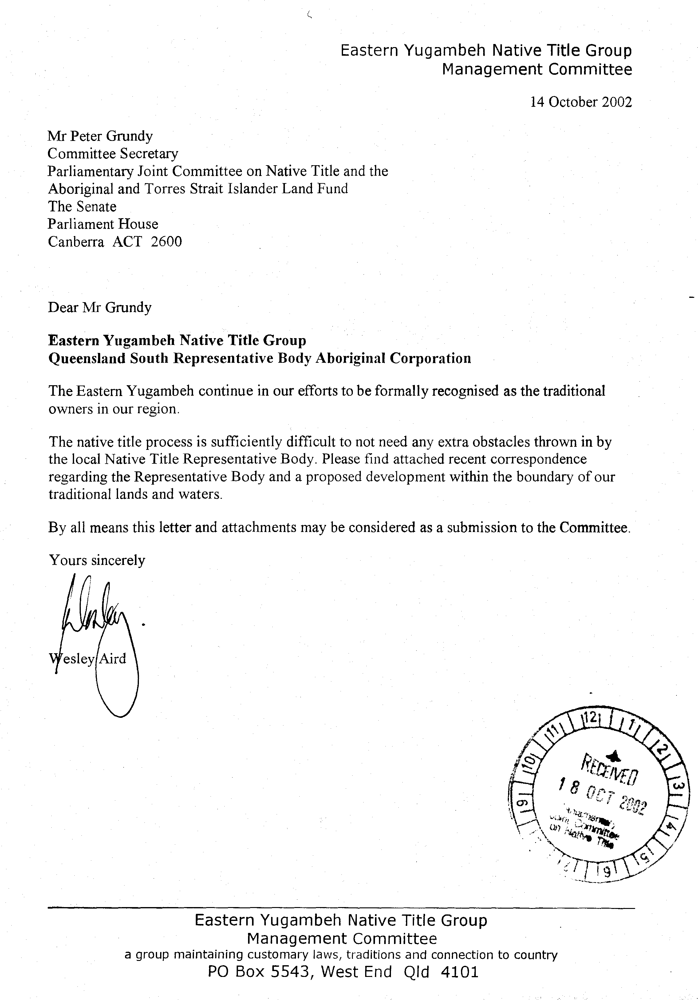 Eastern Yugambeh Native Title Group
Management Committee
14 October 2002
Mr Peter Grundy
Committee Secretary
Parliamentary Joint Committee on Native Title and the
Aboriginal and Torres Strait Islander Land Fund
The Senate
Parliament House
Canberra ACT 2600
Dear Mr Grundy
Eastern Yugambeh Native Title Group
Queensland South Representative Body Aboriginal Corporation
The Eastern Yugambeh continue in our efforts to be formally recognised as the traditional
owners in our region.
The native title process is sufficiently difficult to not need any extra obstacles thrown in by
the local Native Title Representative Body. Please find attached recent correspondence
regarding the Representative Body and a proposed development within the boundary of our
traditional lands and waters.
By all means this letter and attachments may be considered as a submission to the Committee.
Yours sincerely
Wesley
Wesley Aird
12 1 2 3 4 5 6 9 10 11
RECEIVED
18 OCT 2002
Committee
on Native Title
Eastern Yugambeh Native Title Group
Management Committee
a group maintaining customary laws, traditions and connection to country
PO Box 5543, West End Qld 4101